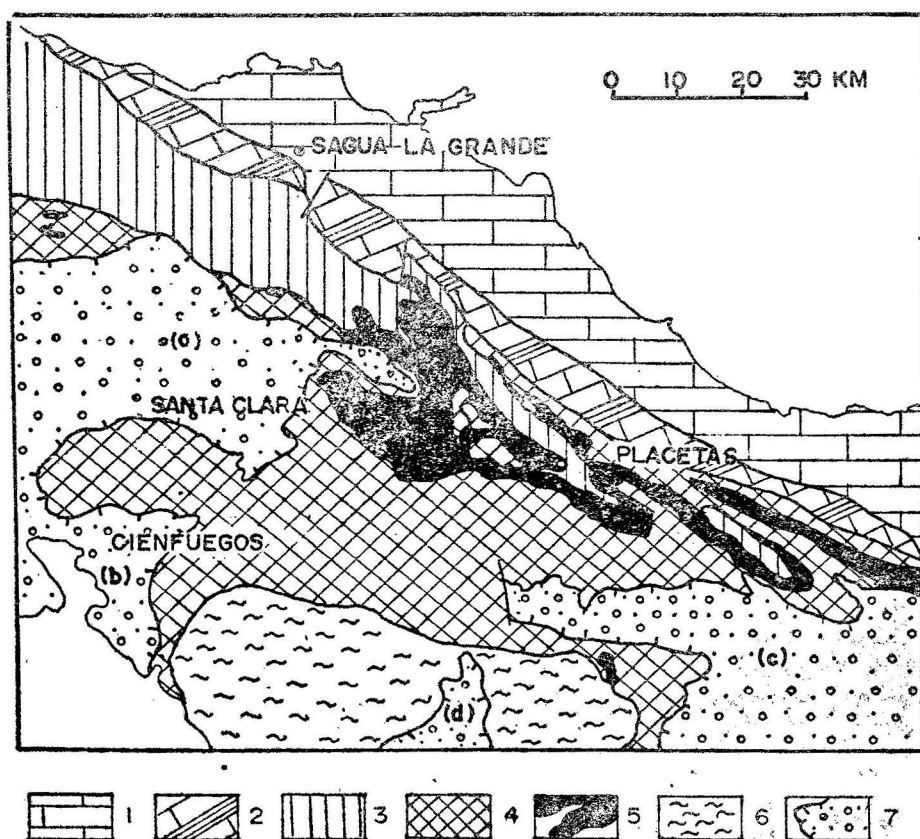 0 10 20 30 KM
SAGUA-LA GRANDE
(a)
SANTA CLARA
PLACETAS
CIENFUEGOS
(b)
(c)
(d)
1 2 3 4 5 6 7